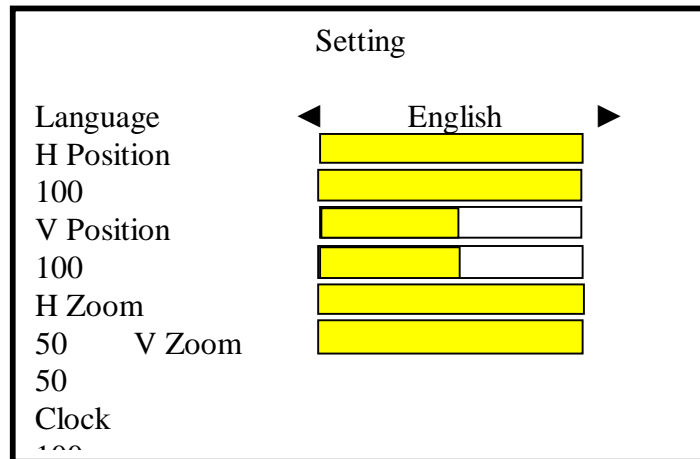 Setting
Language ◄ English ►
H Position
100
V Position
100
H Zoom
50 V Zoom
50
Clock